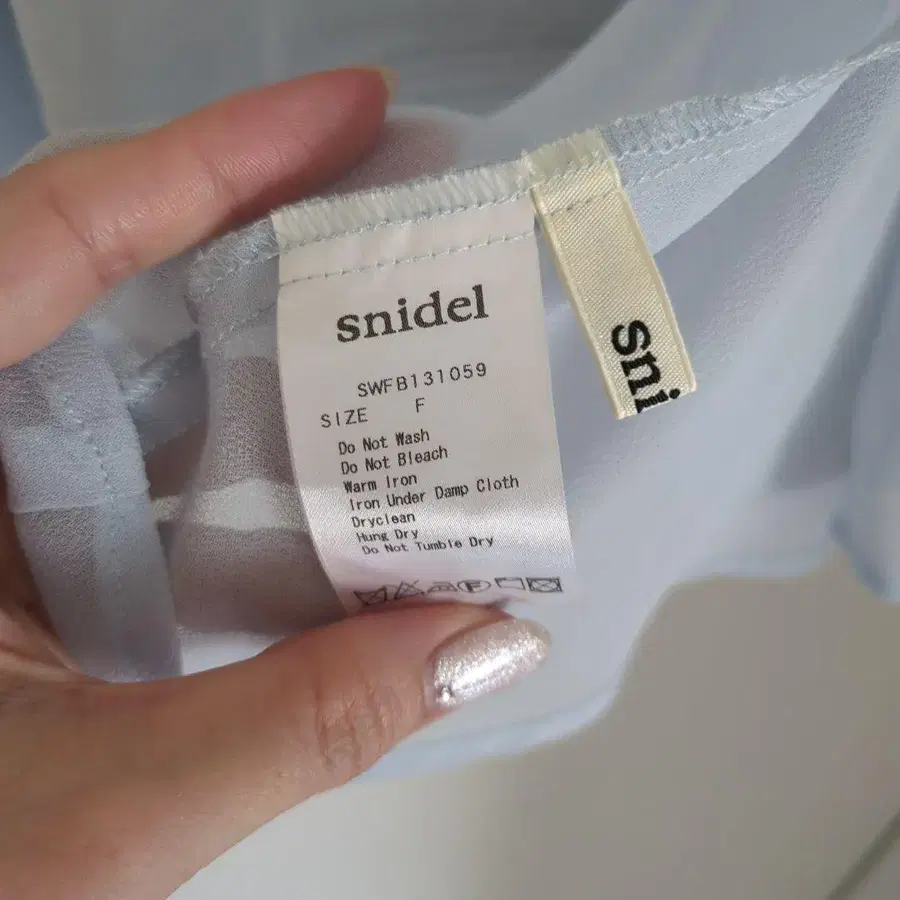 snidel
SWFB131059
SIZE F
Do Not Wash
Do Not Bleach
Warm Iron
Iron Under Damp Cloth
Dryclean
Hung Dry
Do Not Tumble Dry
F
sni